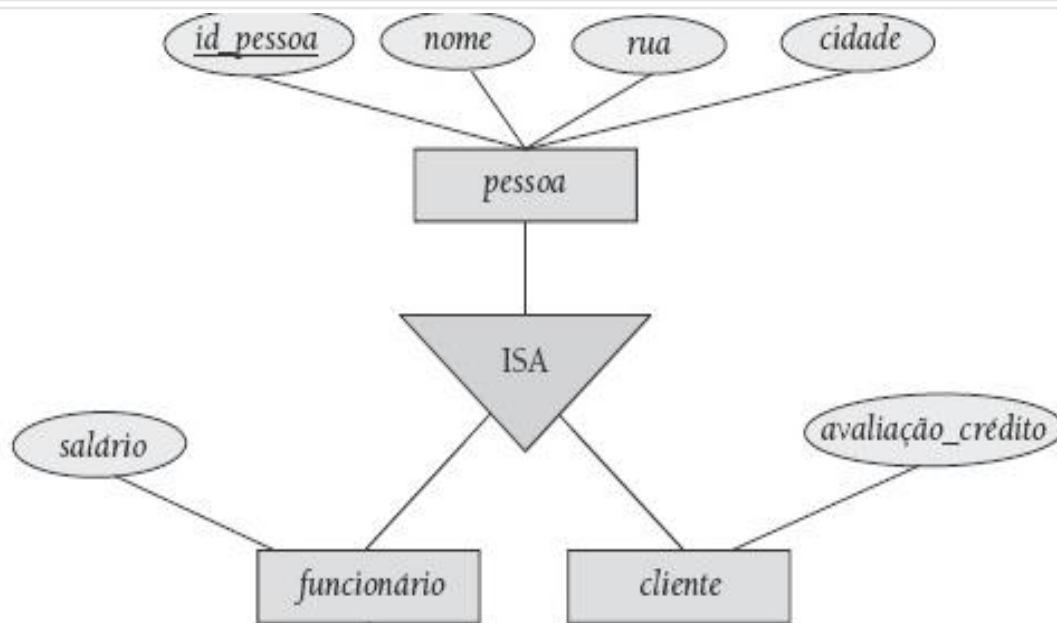 id_pessoa nome rua cidade
pessoa
ISA
salário avaliação_crédito
funcionário cliente